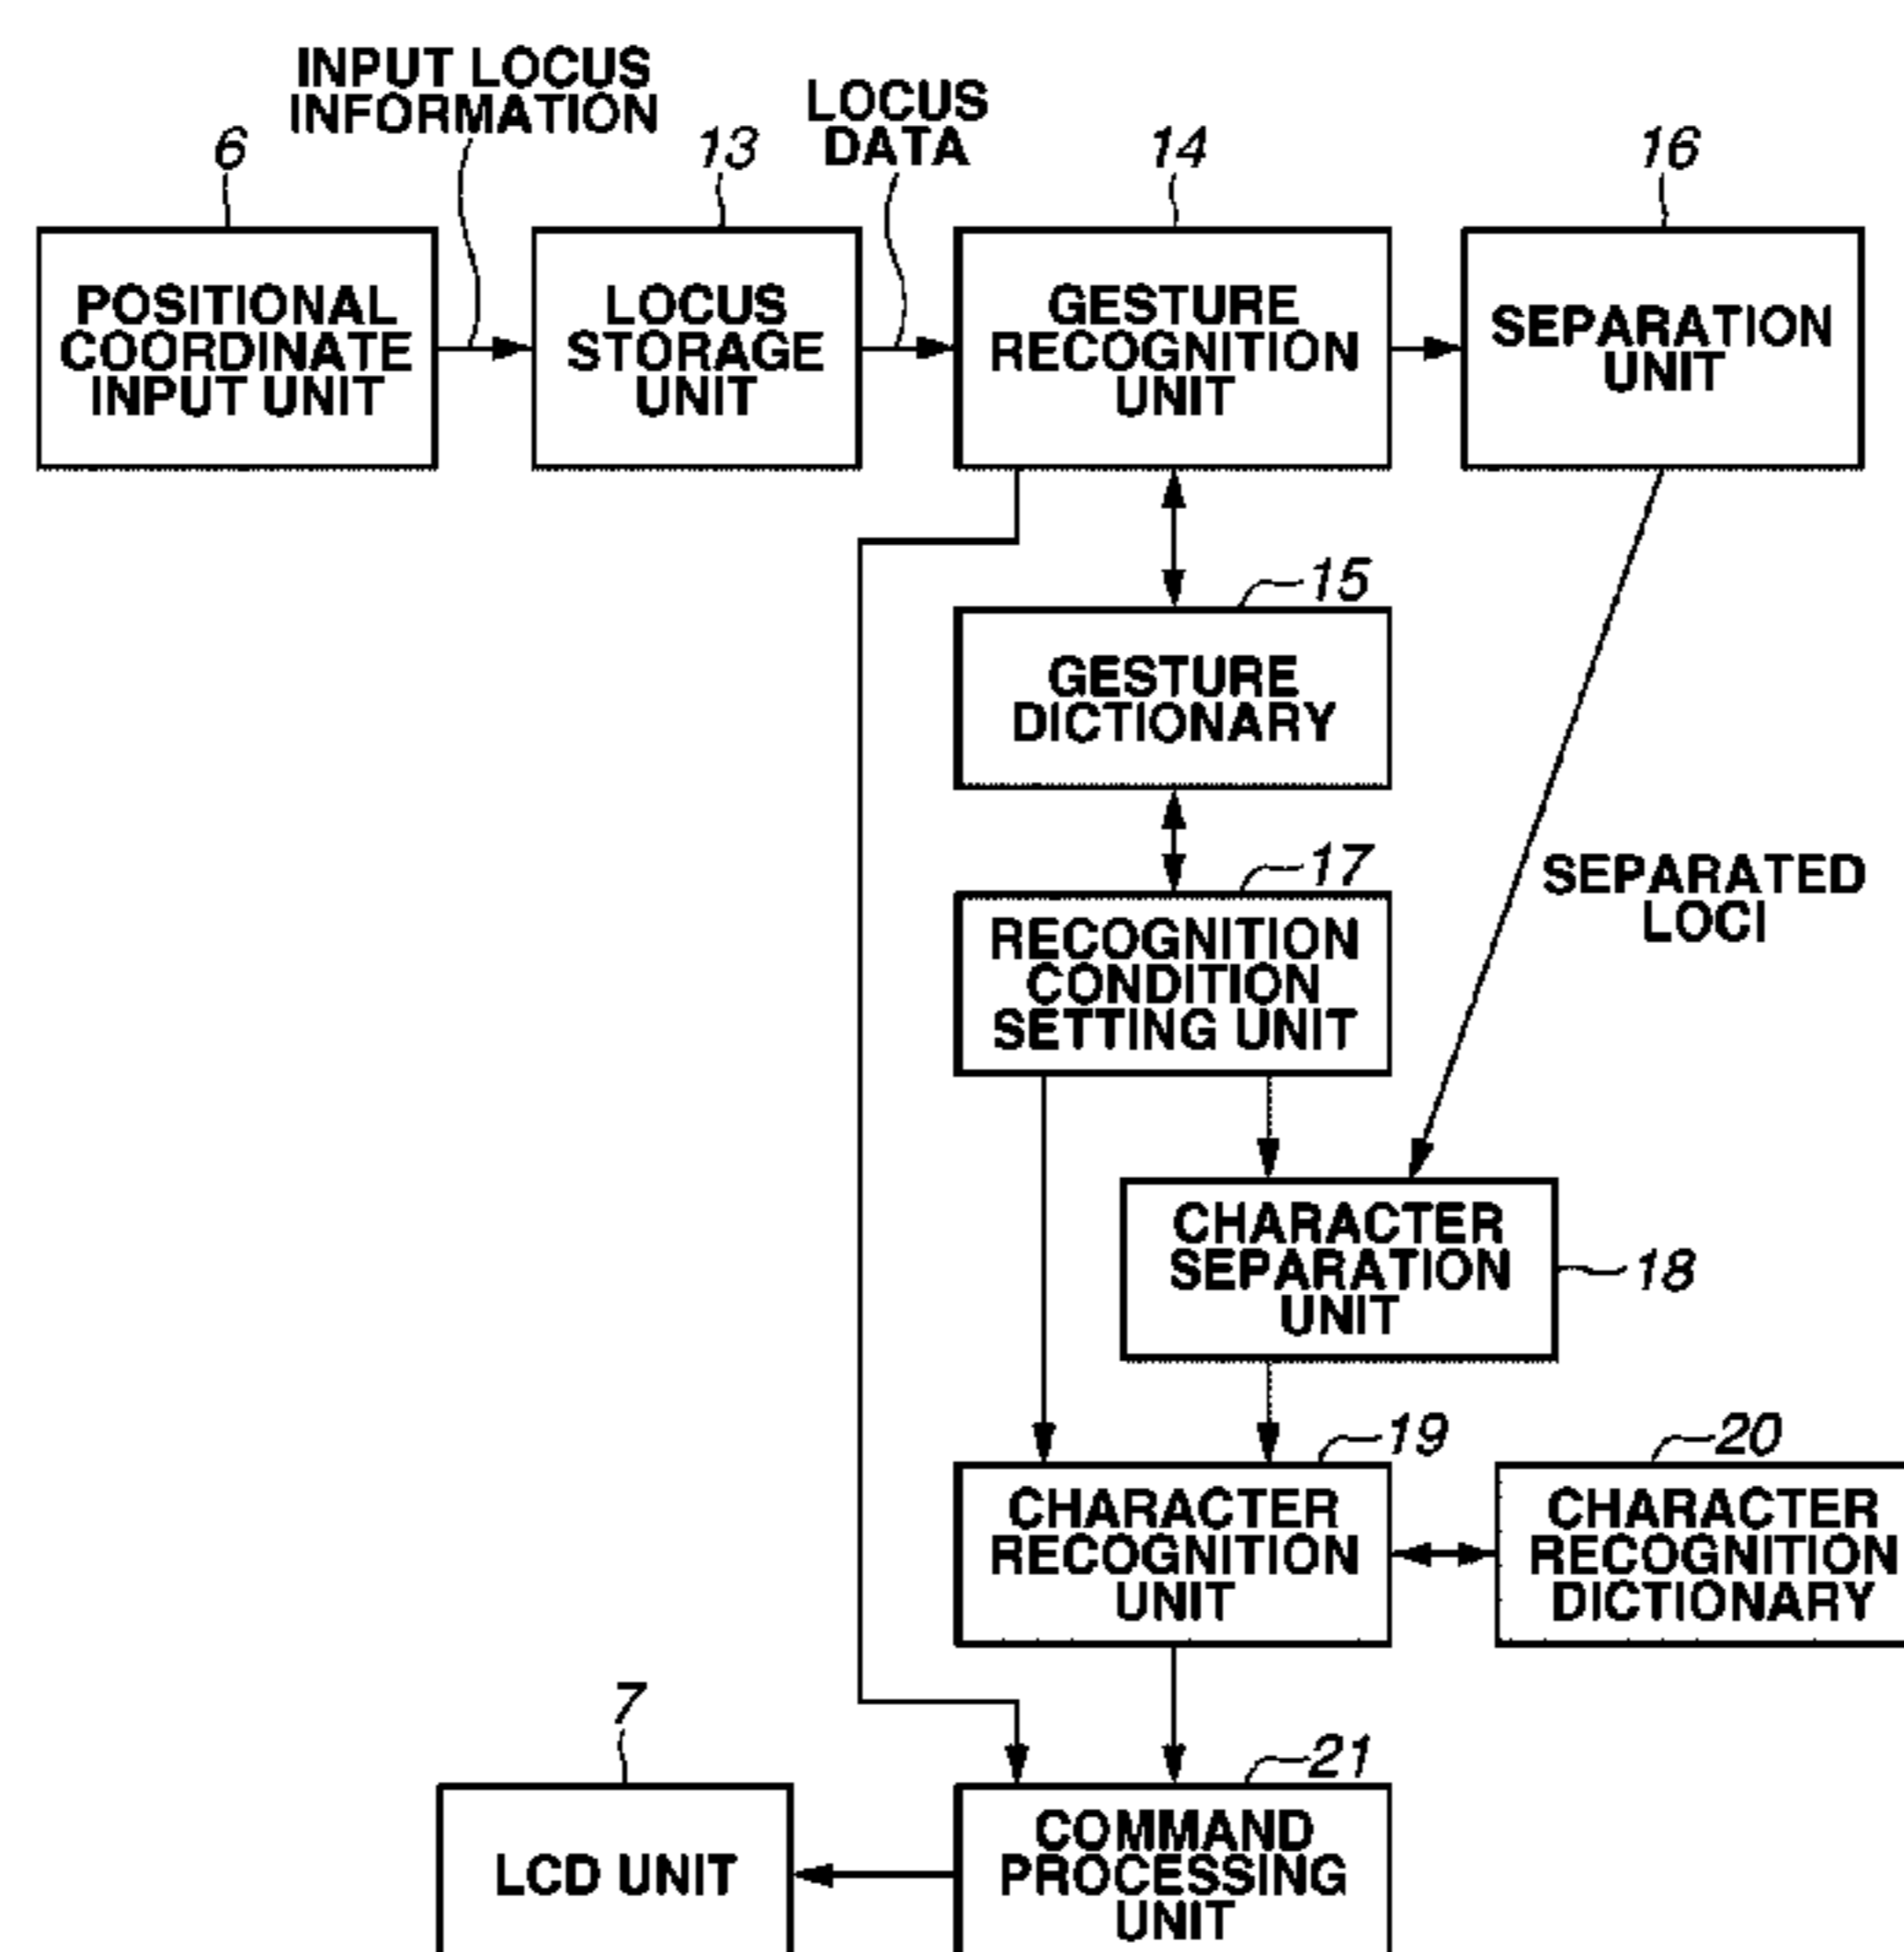 INPUT LOCUS
INFORMATION
LOCUS
DATA
6
13
14
16
POSITIONAL
COORDINATE
INPUT UNIT
LOCUS
STORAGE
UNIT
GESTURE
RECOGNITION
UNIT
SEPARATION
UNIT
15
GESTURE
DICTIONARY
17
RECOGNITION
CONDITION
SETTING UNIT
SEPARATED
LOCI
CHARACTER
SEPARATION
UNIT
18
19
20
CHARACTER
RECOGNITION
UNIT
CHARACTER
RECOGNITION
DICTIONARY
7
21
LCD UNIT
COMMAND
PROCESSING
UNIT